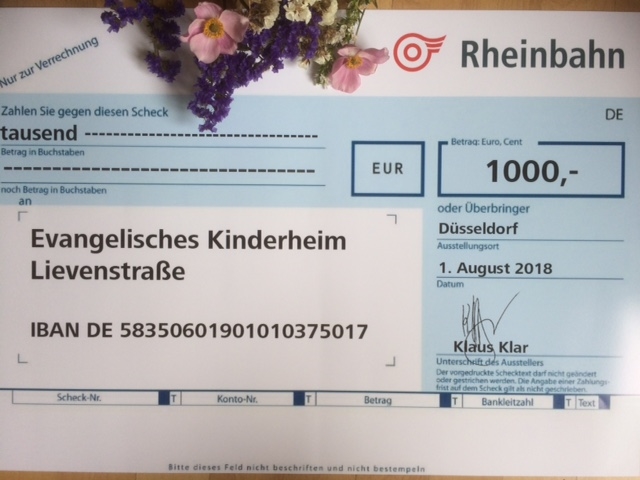 Nur zur Verrechnung
Rheinbahn
Zahlen Sie gegen diesen Scheck
DE
tausend --------------------------------
Betrag in Buchstaben
Betrag: Euro, Cent
--------------------------------
EUR
1000,-
noch Betrag in Buchstaben
an
oder Überbringer
Düsseldorf
Ausstellungsort
Evangelisches Kinderheim
Lievenstraße
1. August 2018
Datum
IBAN DE 58350601901010375017
Klaus Klar
Unterschrift des Ausstellers
Der vorgedruckte Schecktext darf nicht geändert
oder gestrichen werden. Die Angabe einer Zahlungs-
frist auf dem Scheck gilt als nicht geschrieben.
Scheck-Nr. T Konto-Nr. T Betrag T Bankleitzahl T Text
Bitte dieses Feld nicht beschriften und nicht bestempeln